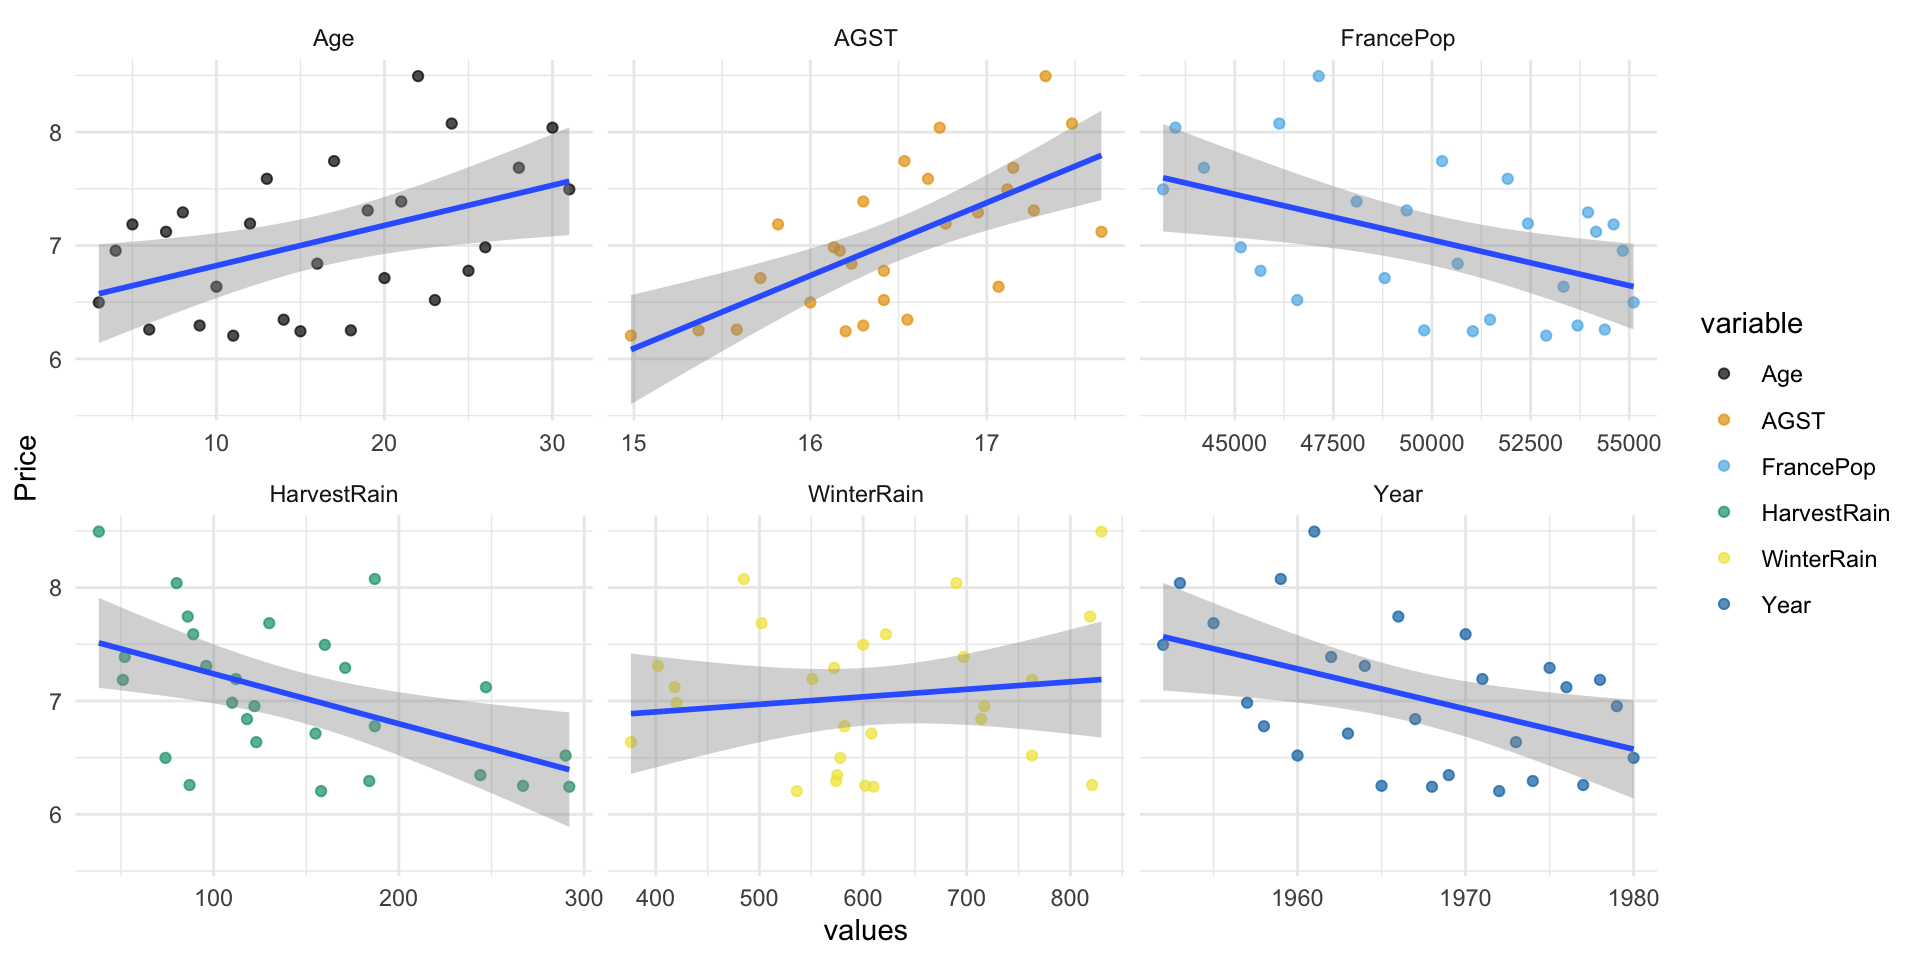 Age AGST FrancePop
8
7
6
10 20 30 15 16 17 45000 47500 50000 52500 55000
Price
HarvestRain WinterRain Year
8
7
6
100 200 300 400 500 600 700 800 1960 1970 1980
values
variable
Age
AGST
FrancePop
HarvestRain
WinterRain
Year